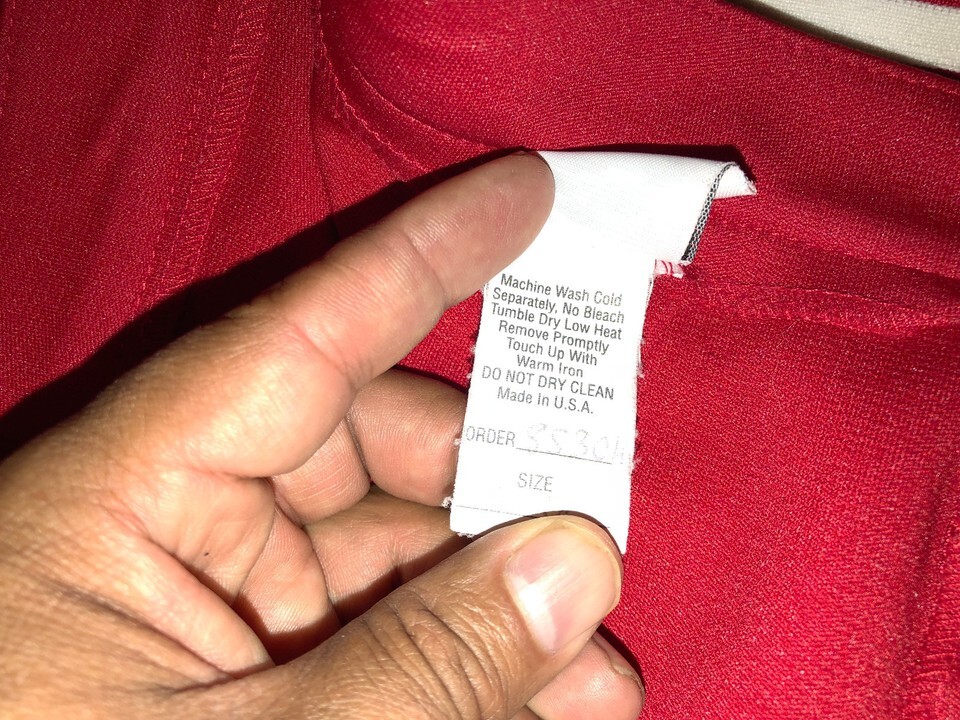 Machine Wash Cold
Separately, No Bleach
Tumble Dry Low Heat
Remove Promptly
Touch Up With
Warm Iron
DO NOT DRY CLEAN
Made In U.S.A.
ORDER
SIZE